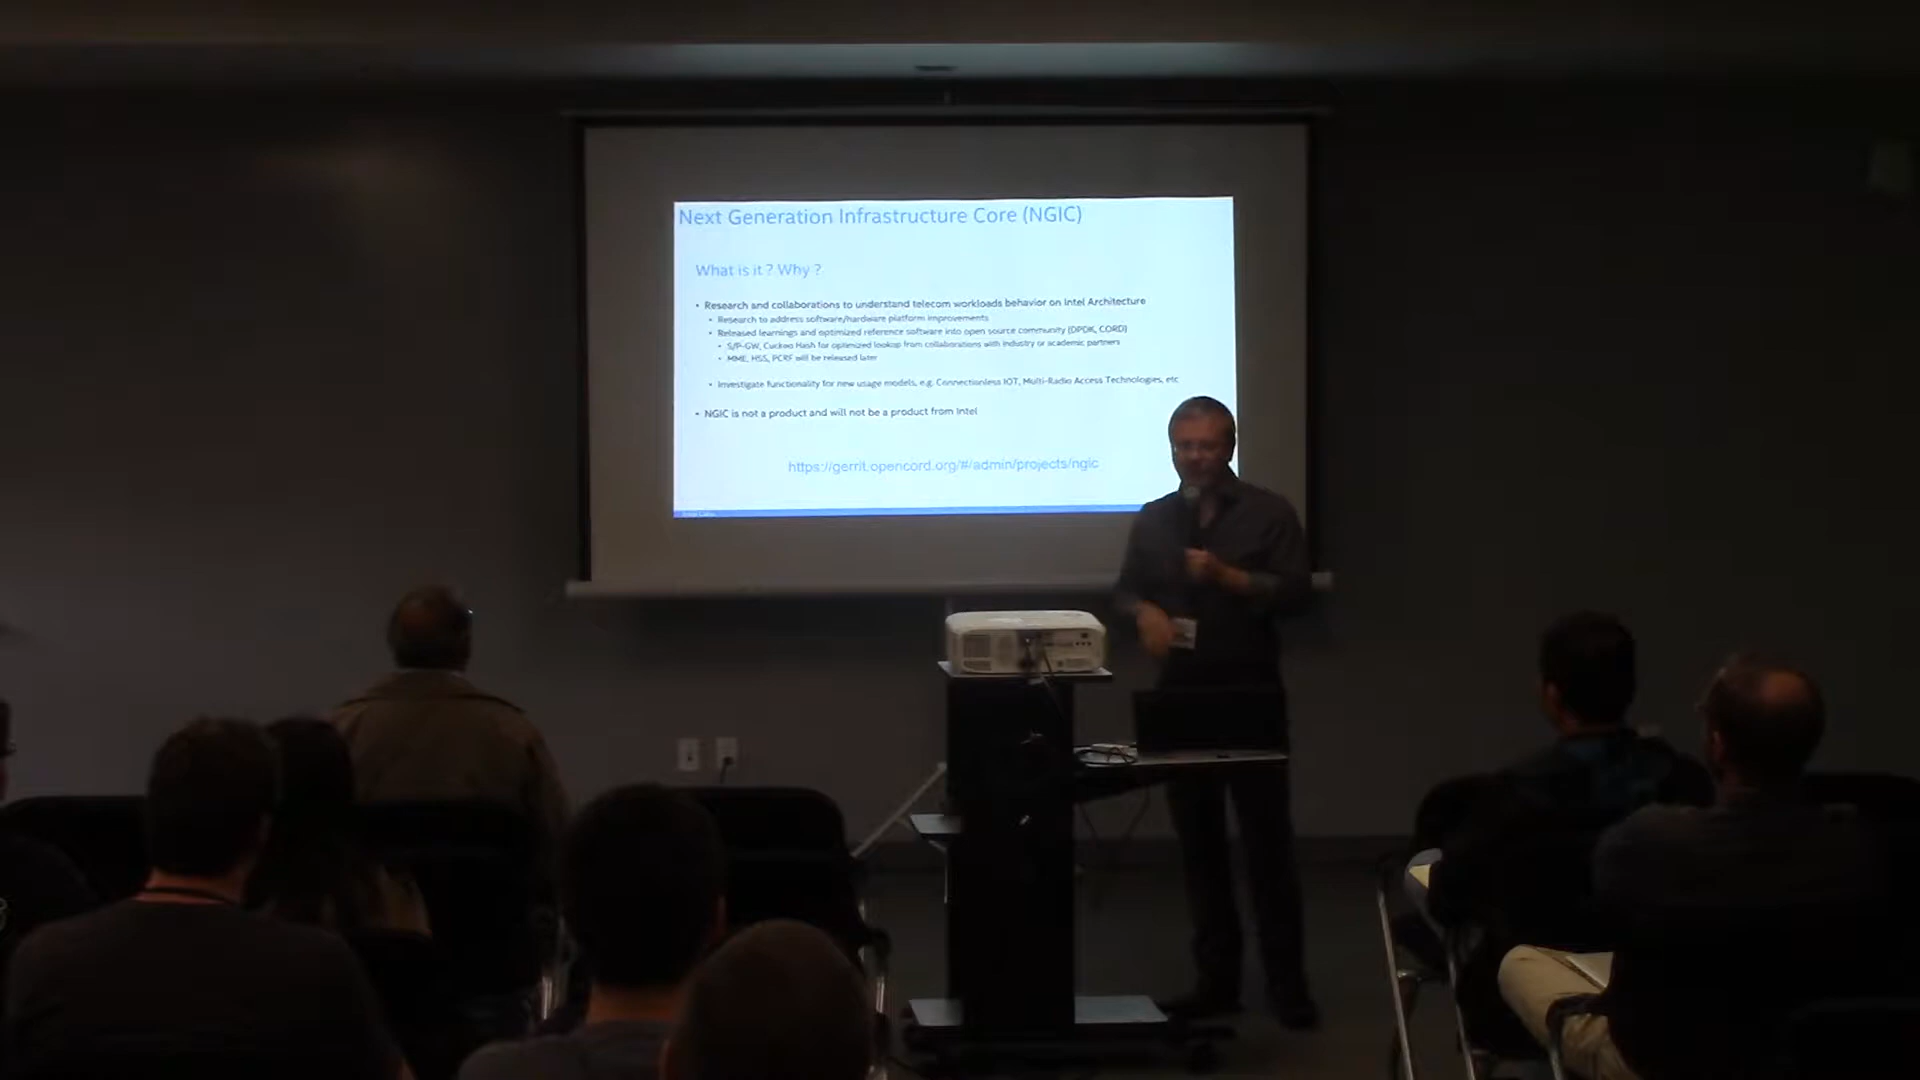 Next Generation Infrastructure Core (NGIC)
What is it ? Why ?
• Research and collaborations to understand telecom workloads behavior on Intel Architecture
• Research to address software/hardware platform improvements
• Released learnings and optimized reference software into open source community (DPDK, CORD)
• S/P-GW, Cuckoo Hash for optimized lookup from collaborations with industry or academic partners
• MME, HSS, PCRF will be released later
• Investigate functionality for new usage models, e.g. Connectionless IOT, Multi-Radio Access Technologies, etc
• NGIC is not a product and will not be a product from Intel
https://gerrit.opencord.org/#/admin/projects/ngic